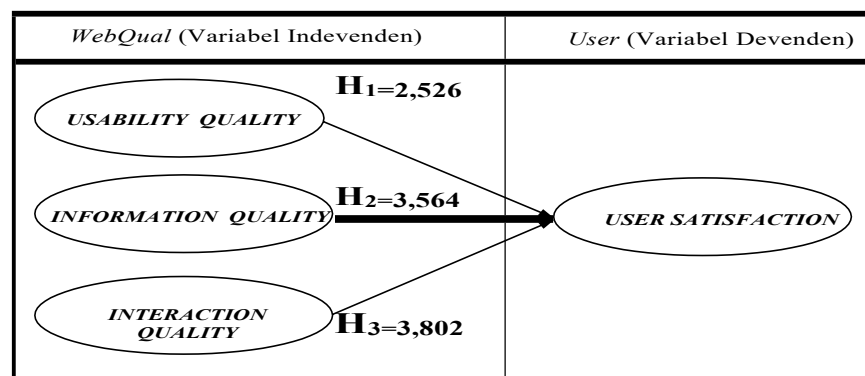 WebQual (Variabel Indevenden)
User (Variabel Devenden)
H1=2,526
USABILITY QUALITY
H2=3,564
INFORMATION QUALITY
USER SATISFACTION
INTERACTION
QUALITY
H3=3,802